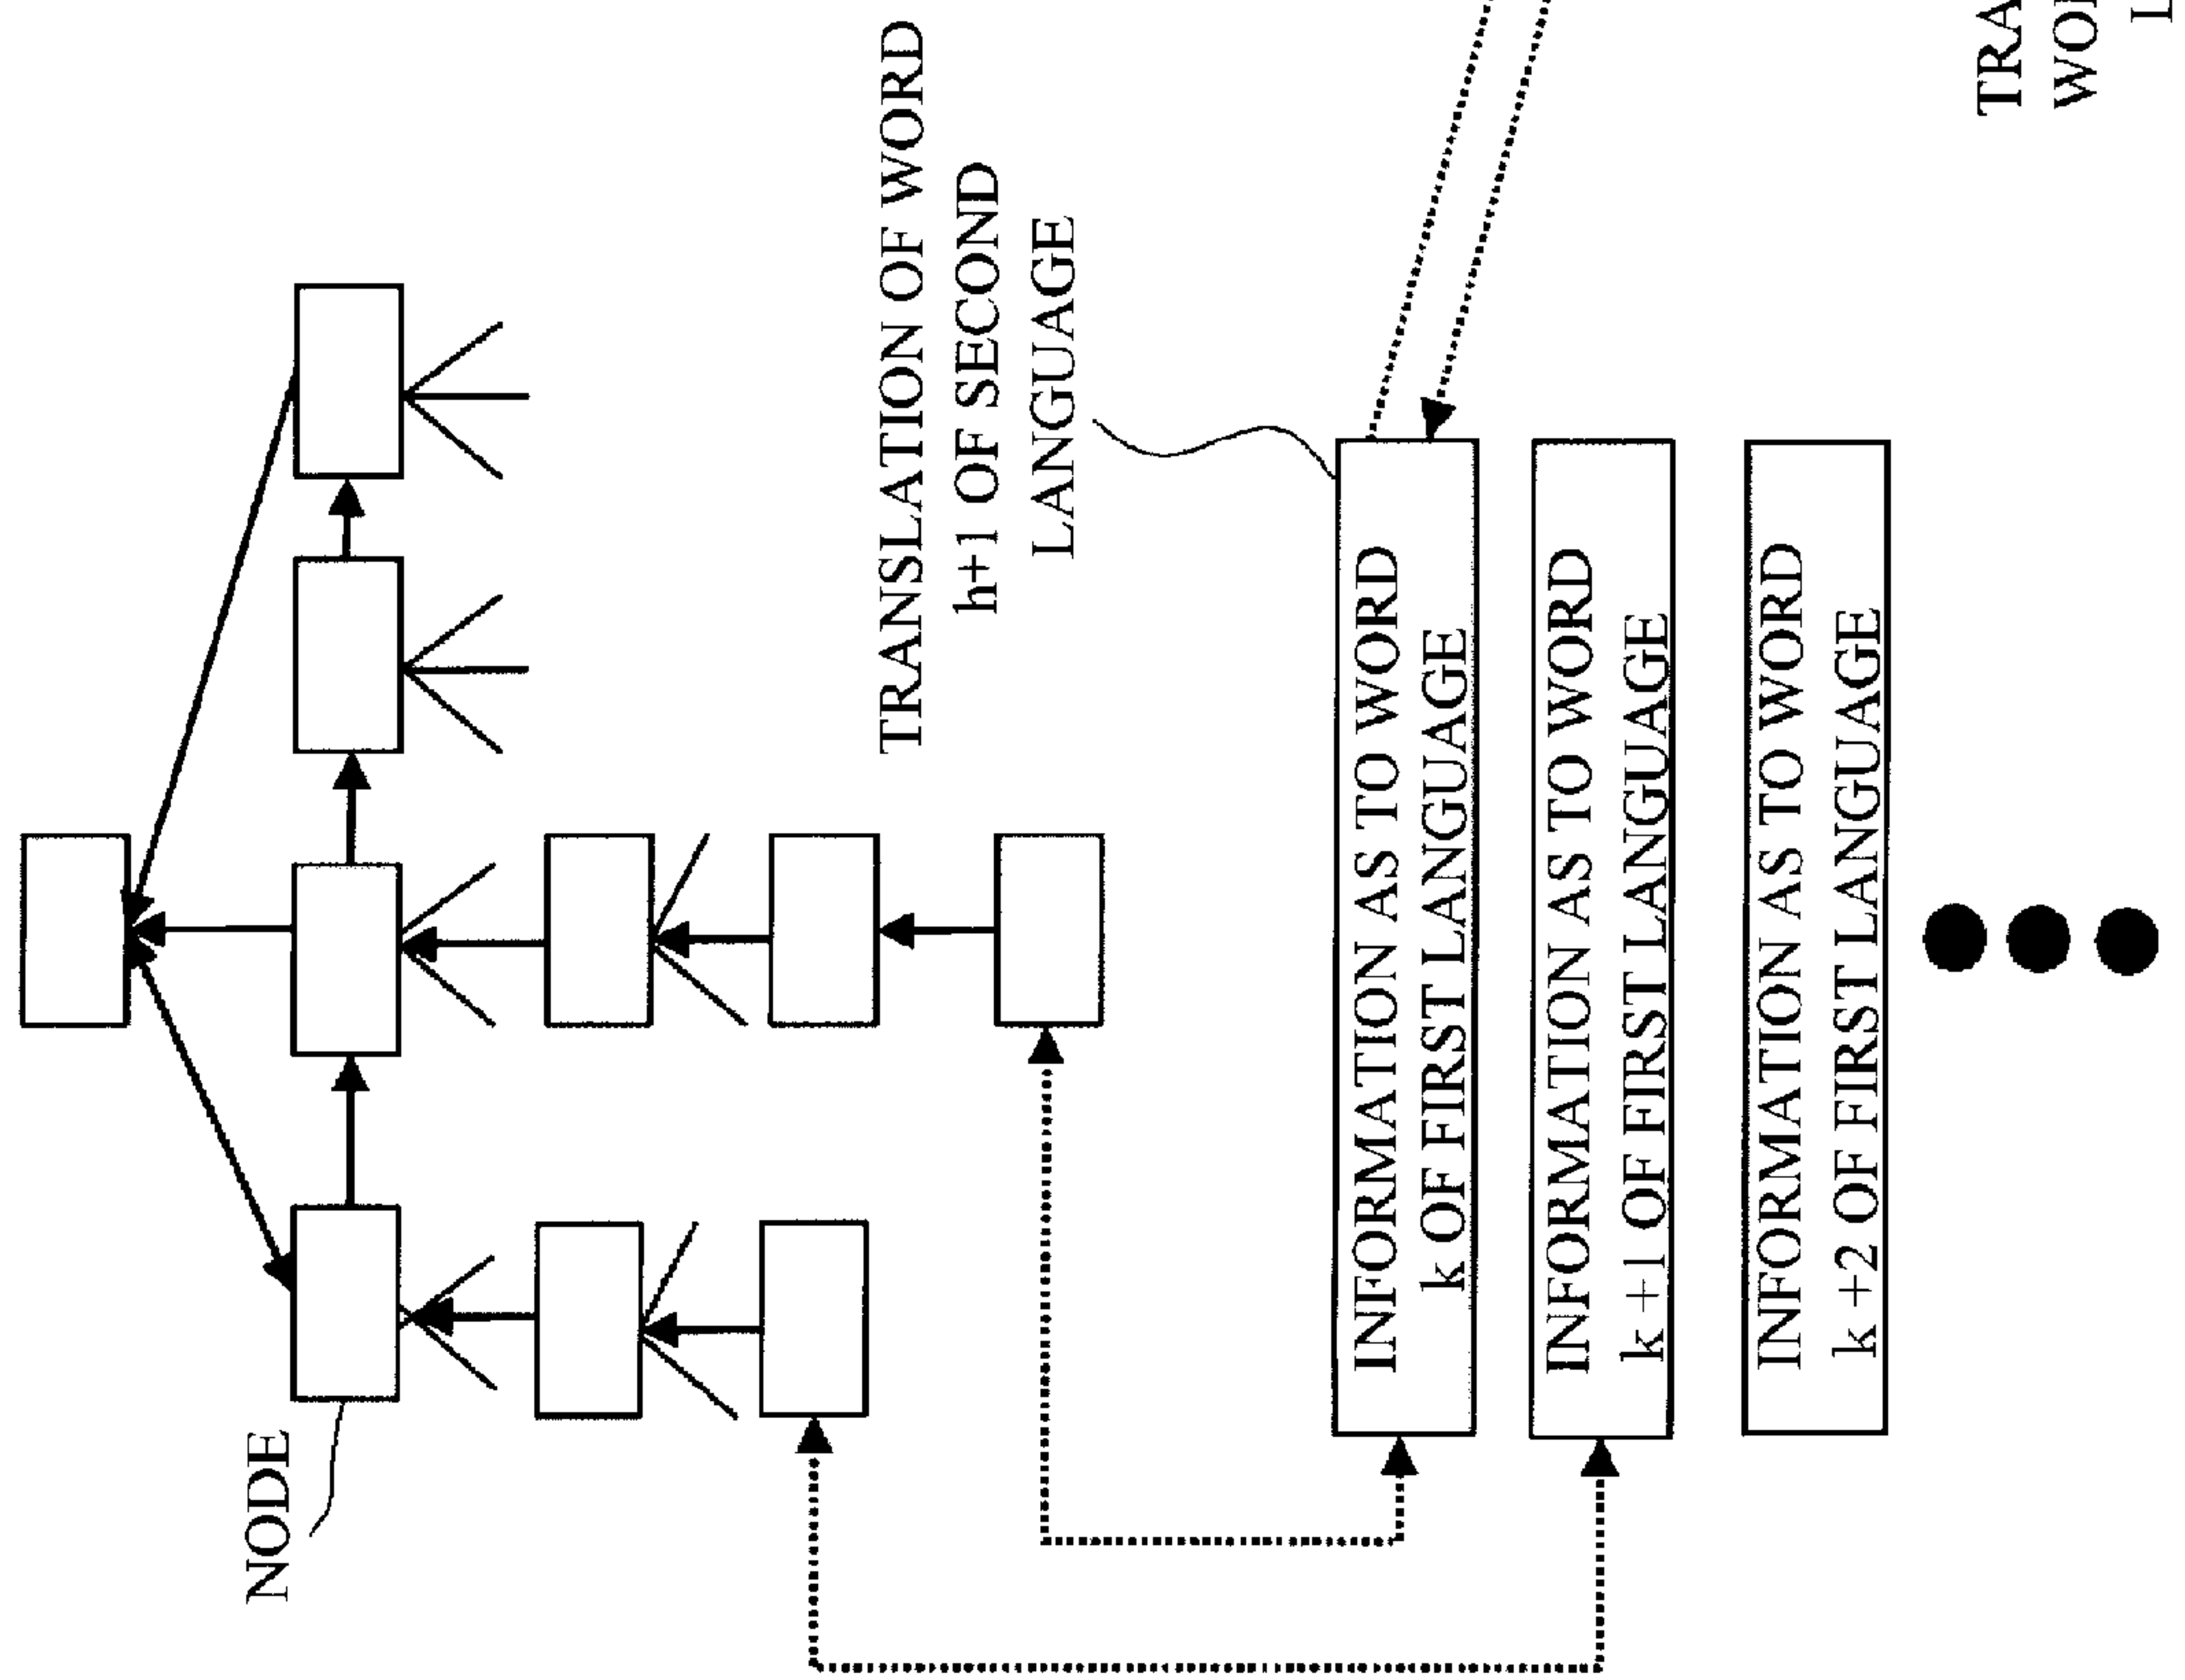 NODE
TRANSLATION OF WORD
h+1 OF SECOND
LANGUAGE
INFORMATION AS TO WORD
k OF FIRST LANGUAGE
INFORMATION AS TO WORD
k +1 OF FIRST LANGUAGE
INFORMATION AS TO WORD
k +2 OF FIRST LANGUAGE